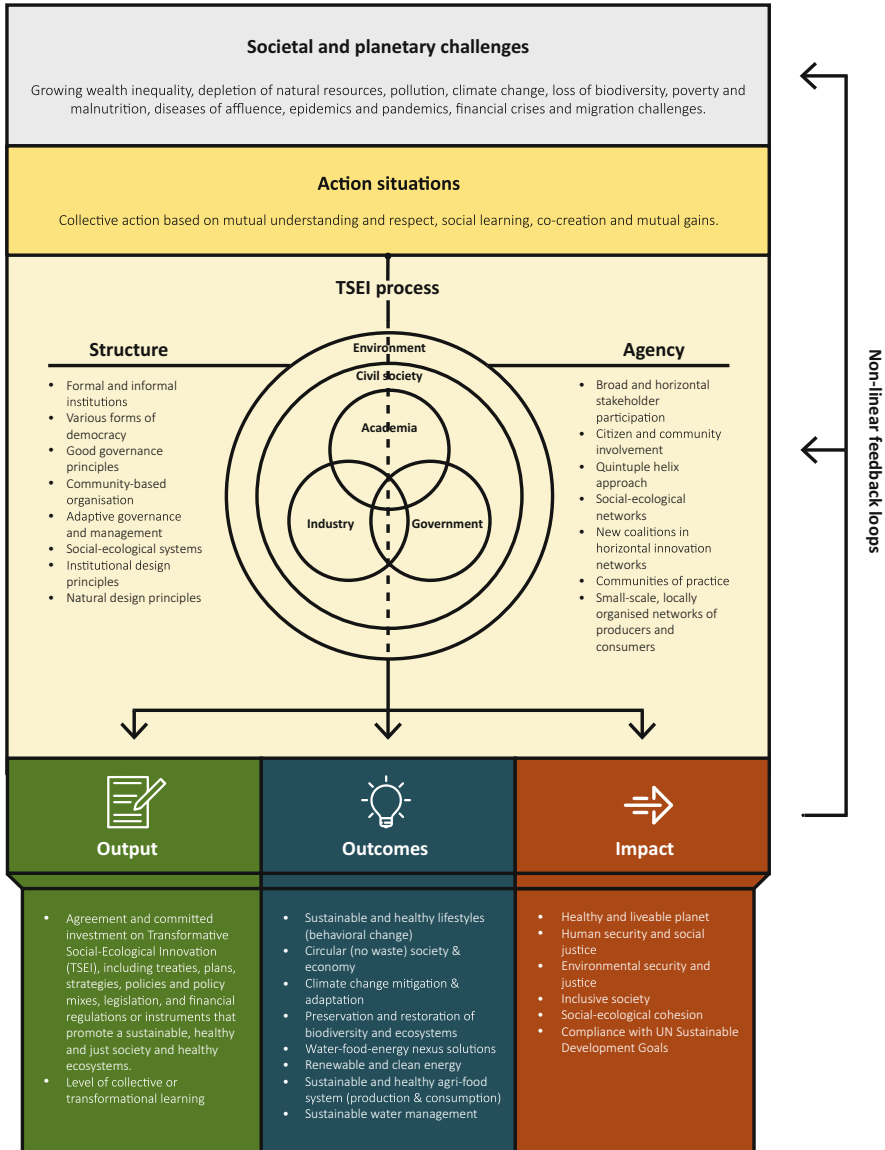 Societal and planetary challenges
Growing wealth inequality, depletion of natural resources, pollution, climate change, loss of biodiversity, poverty and
malnutrition, diseases of affluence, epidemics and pandemics, financial crises and migration challenges.
Action situations
Collective action based on mutual understanding and respect, social learning, co-creation and mutual gains.
TSEI process
Structure
• Formal and informal
institutions
• Various forms of
democracy
• Good governance
principles
• Community-based
organisation
• Adaptive governance
and management
• Social-ecological systems
• Institutional design
principles
• Natural design principles
Environment
Civil society
Academia
Industry
Government
Agency
• Broad and horizontal
stakeholder
participation
• Citizen and community
involvement
• Quintuple helix
approach
• Social-ecological
networks
• New coalitions in
horizontal innovation
networks
• Communities of practice
• Small-scale, locally
organised networks of
producers and
consumers
Non-linear feedback loops
Output
• Agreement and committed
investment on Transformative
Social-Ecological Innovation
(TSEI), including treaties, plans,
strategies, policies and policy
mixes, legislation, and financial
regulations or instruments that
promote a sustainable, healthy
and just society and healthy
ecosystems.
• Level of collective or
transformational learning
Outcomes
• Sustainable and healthy lifestyles
(behavioral change)
• Circular (no waste) society &
economy
• Climate change mitigation &
adaptation
• Preservation and restoration of
biodiversity and ecosystems
• Water-food-energy nexus solutions
• Renewable and clean energy
• Sustainable and healthy agri-food
system (production & consumption)
• Sustainable water management
Impact
• Healthy and liveable planet
• Human security and social
justice
• Environmental security and
justice
• Inclusive society
• Social-ecological cohesion
• Compliance with UN Sustainable
Development Goals